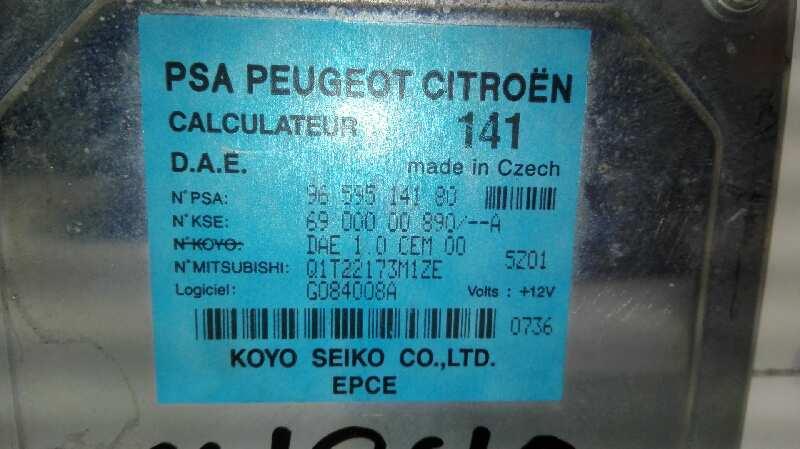 PSA PEUGEOT CITROËN
CALCULATEUR 141
D.A.E. made in Czech
N°PSA: 96 595 141 80
N°KSE: 69 000 00 890/--A
N°KOYO: DAE 1.0 CEM 00
N°MITSUBISHI: Q1T22173M1ZE 5Z01
Logiciel: G084008A Volts : +12V
0736
KOYO SEIKO CO.,LTD.
EPCE